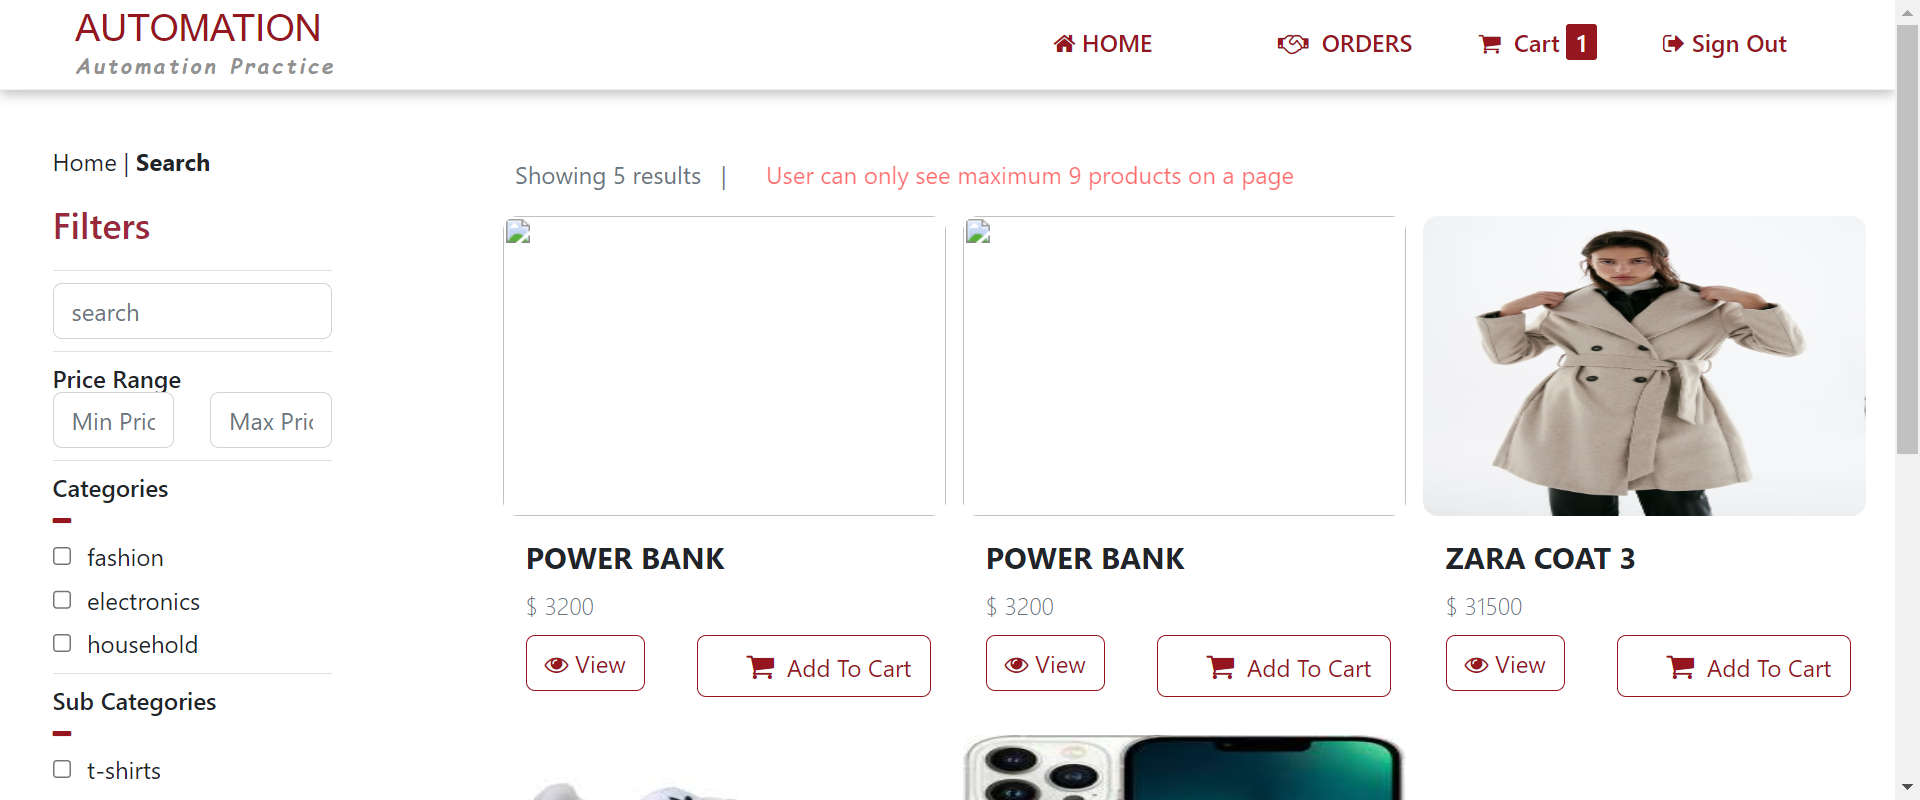 AUTOMATION
Automation Practice
HOME
ORDERS
Cart 1
Sign Out
Home | Search
Showing 5 results |
User can only see maximum 9 products on a page
Filters
search
Price Range
Min Pric
Max Pric
Categories
fashion
electronics
household
Sub Categories
t-shirts
POWER BANK
$ 3200
View
Add To Cart
POWER BANK
$ 3200
View
Add To Cart
ZARA COAT 3
$ 31500
View
Add To Cart